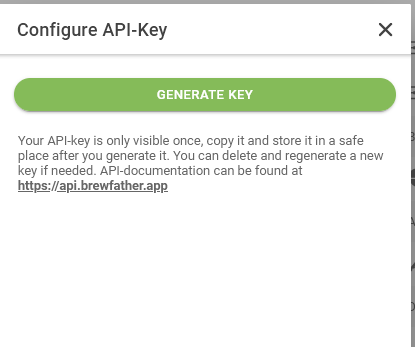 Configure API-Key
GENERATE KEY
Your API-key is only visible once, copy it and store it in a safe
place after you generate it. You can delete and regenerate a new
key if needed. API-documentation can be found at
https://api.brewfather.app